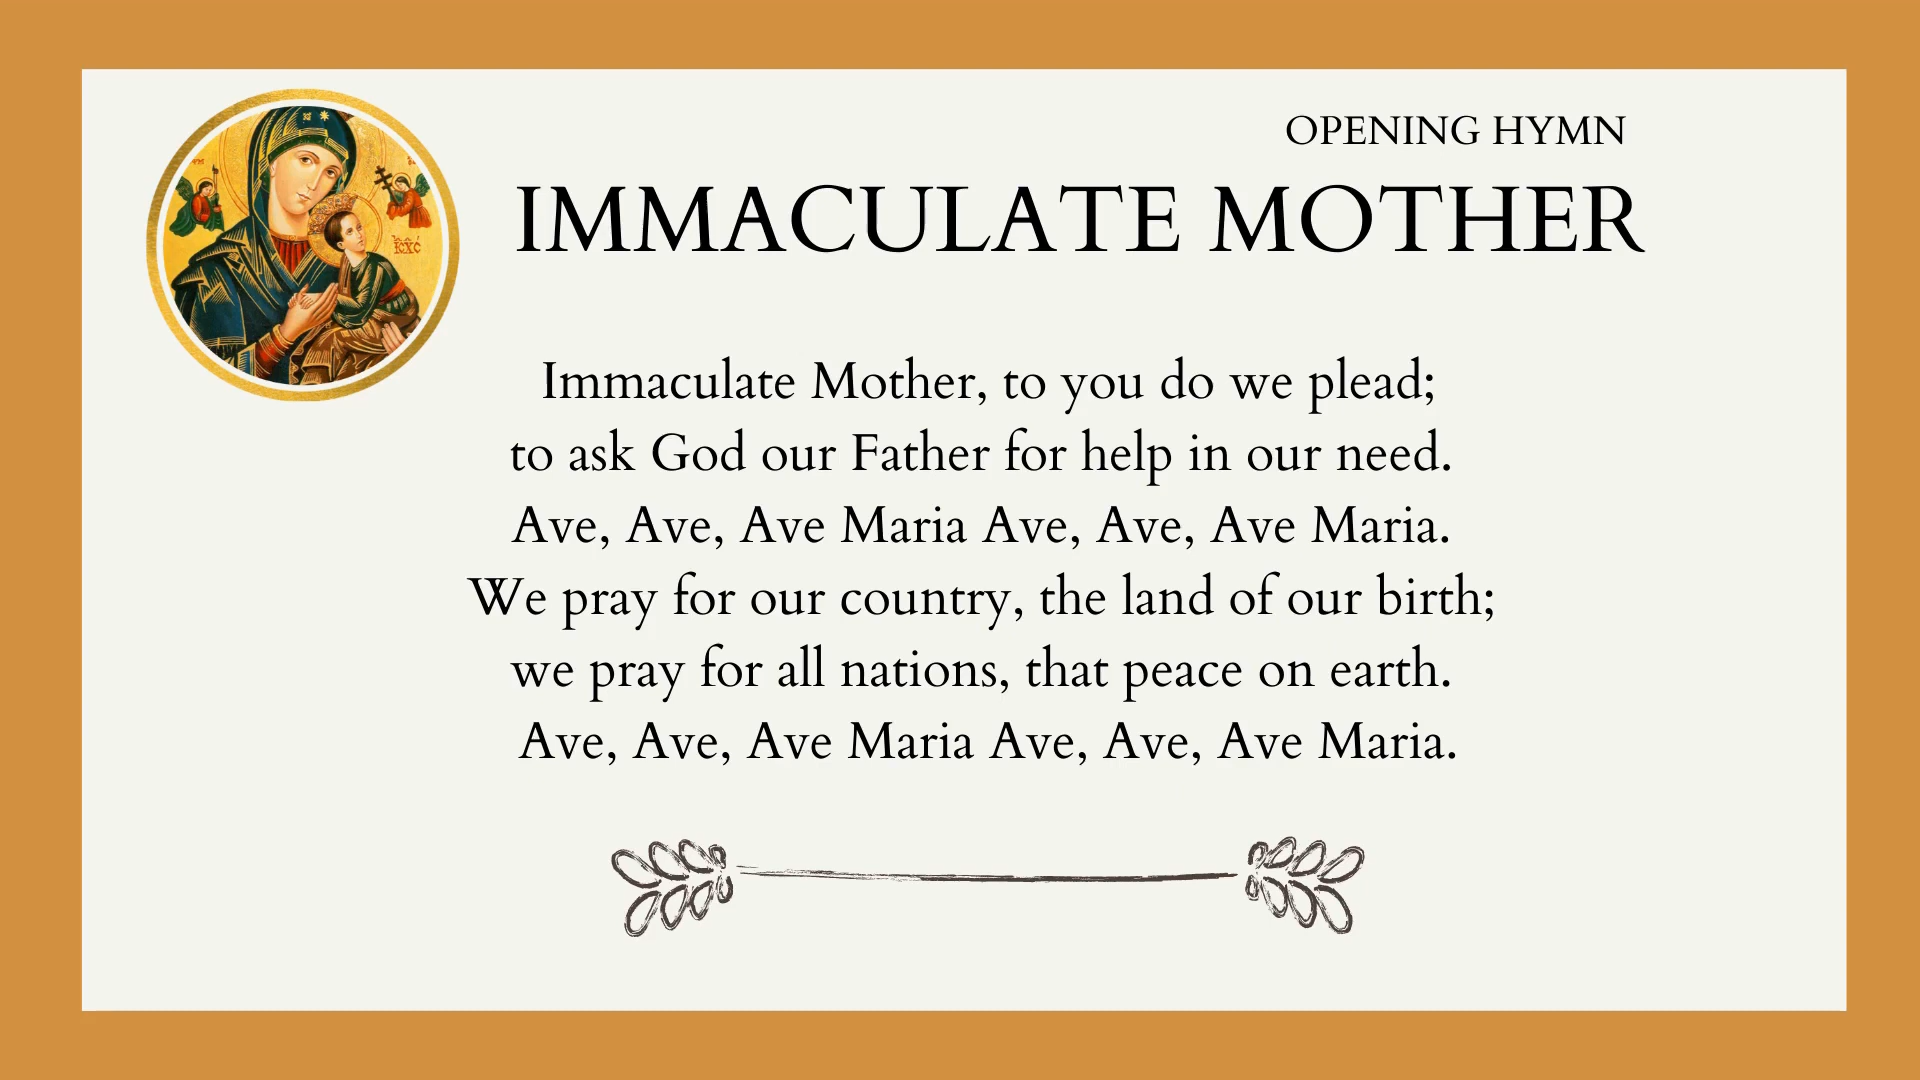 OPENING HYMN
IMMACULATE MOTHER
Immaculate Mother, to you do we plead;
to ask God our Father for help in our need.
Ave, Ave, Ave Maria Ave, Ave, Ave Maria.
We pray for our country, the land of our birth;
we pray for all nations, that peace on earth.
Ave, Ave, Ave Maria Ave, Ave, Ave Maria.